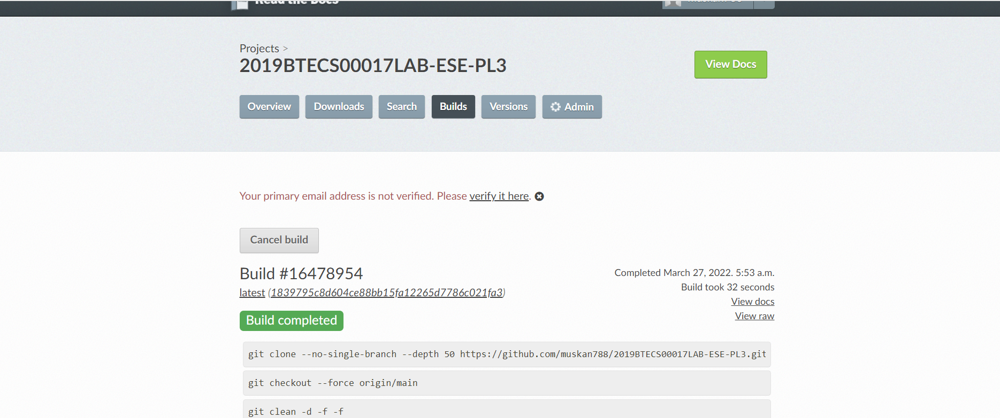 Read the Docs
Projects >
2019BTECS00017LAB-ESE-PL3
View Docs
Overview
Downloads
Search
Builds
Versions
Admin
Your primary email address is not verified. Please verify it here.
Cancel build
Build #16478954
latest (1839795c8d604ce88bb15fa12265d7786c021fa3)
Completed March 27, 2022. 5:53 a.m.
Build took 32 seconds
View docs
View raw
Build completed
git clone --no-single-branch --depth 50 https://github.com/muskan788/2019BTECS00017LAB-ESE-PL3.git
git checkout --force origin/main
git clean -d -f -f